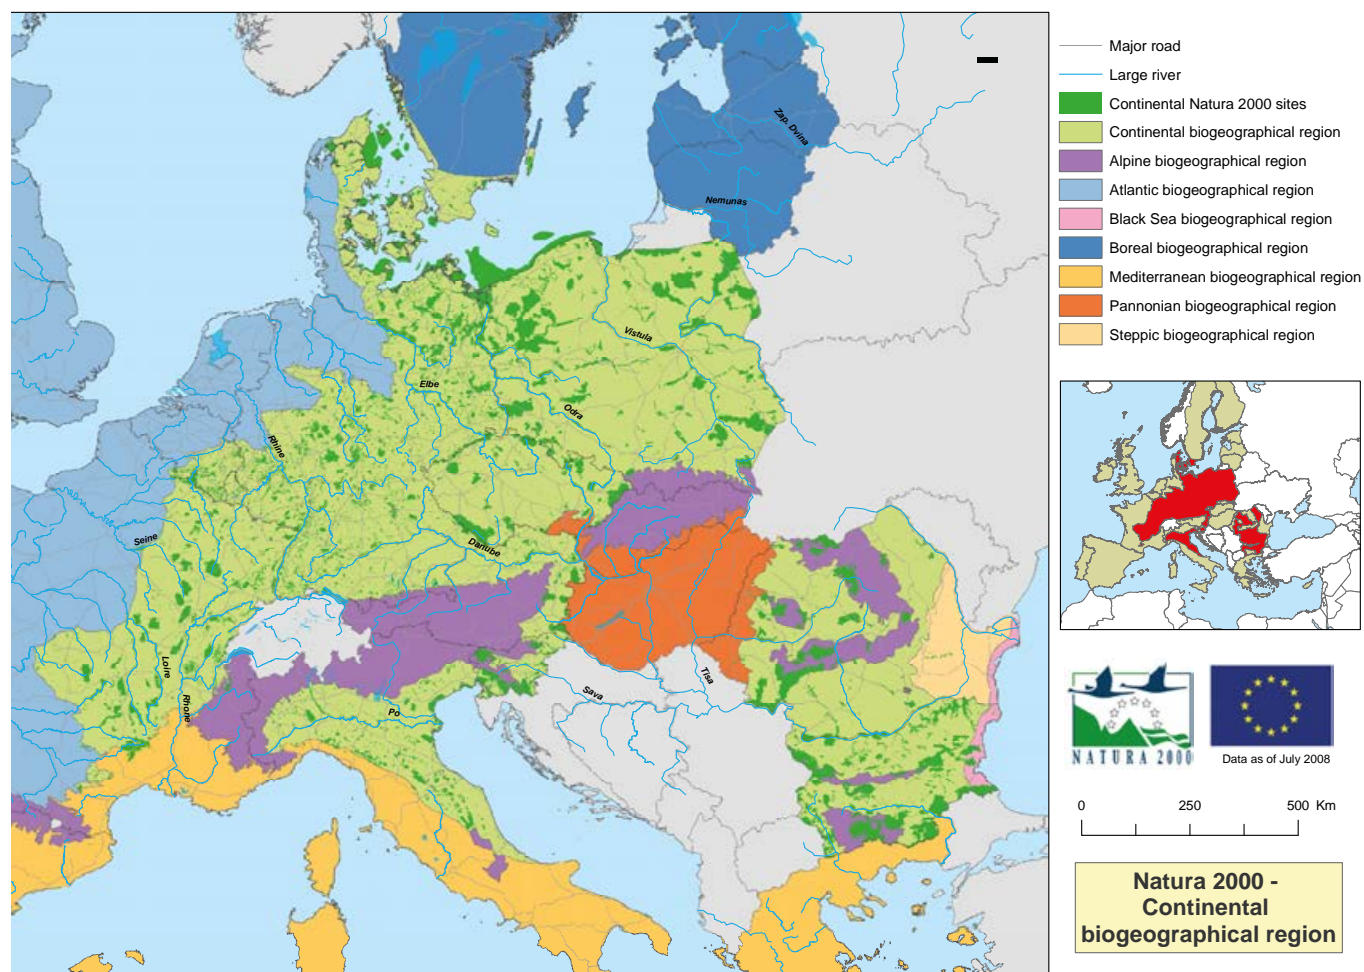 Major road
Large river
Continental Natura 2000 sites
Continental biogeographical region
Alpine biogeographical region
Atlantic biogeographical region
Black Sea biogeographical region
Boreal biogeographical region
Mediterranean biogeographical region
Pannonian biogeographical region
Steppic biogeographical region
Zap. Dvina
Nemunas
Vistula
Elbe
Odra
Rhine
Seine
Danube
Loire
Rhone
Po
Sava
Tisa
NATURA 2000
Data as of July 2008
0 250 500 Km
Natura 2000 -
Continental
biogeographical region